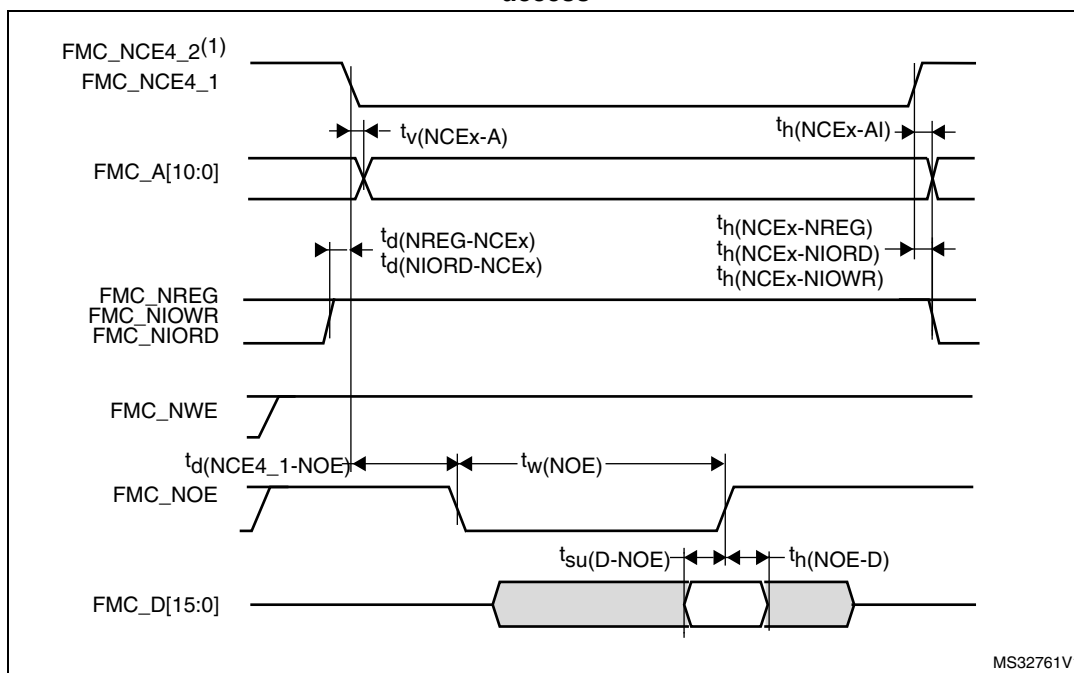 FMC_NCE4_2(1)
FMC_NCE4_1
tv(NCEx-A)
th(NCEx-AI)
FMC_A[10:0]
td(NREG-NCEx)
td(NIORD-NCEx)
th(NCEx-NREG)
th(NCEx-NIORD)
th(NCEx-NIOWR)
FMC_NREG
FMC_NIOWR
FMC_NIORD
FMC_NWE
td(NCE4_1-NOE)
tw(NOE)
FMC_NOE
tsu(D-NOE)
th(NOE-D)
FMC_D[15:0]
MS32761V